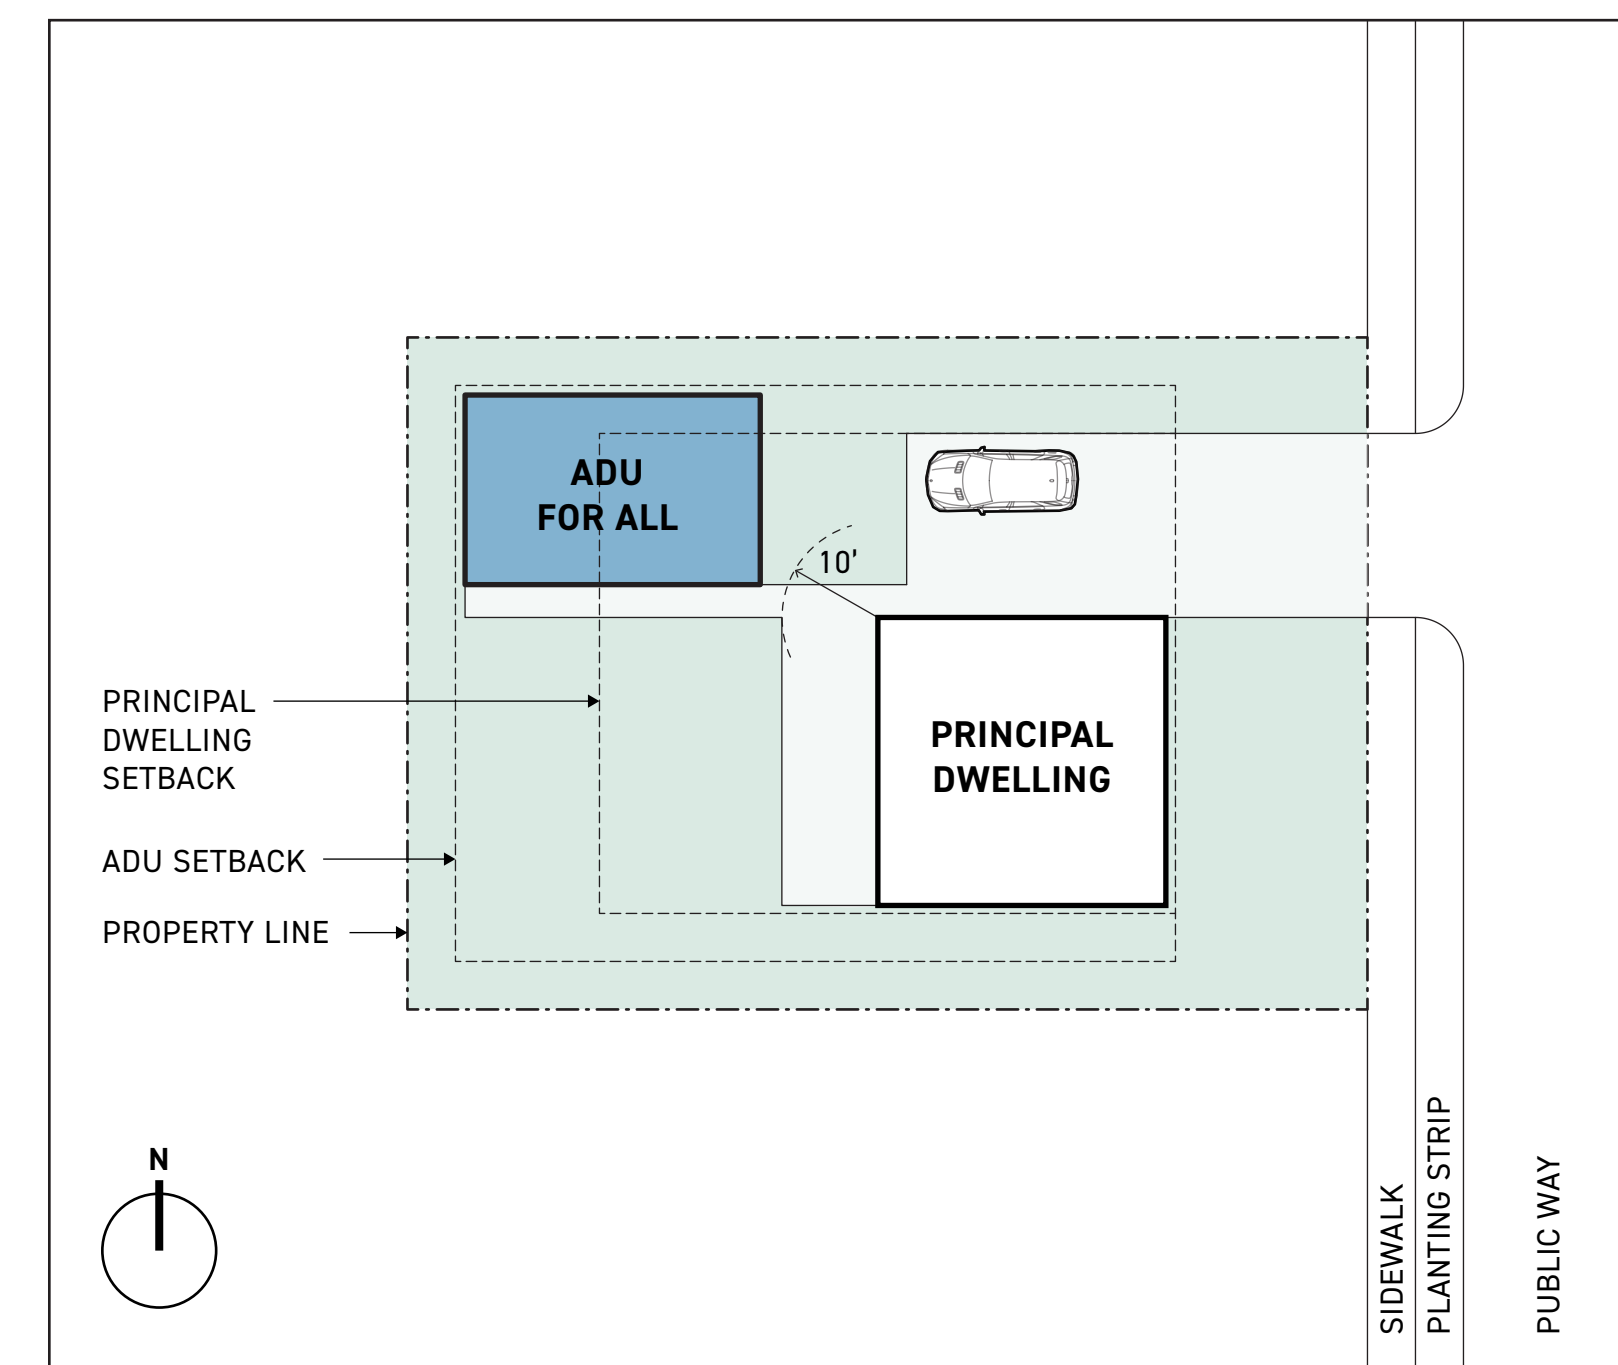 ADU
FOR ALL
10'
PRINCIPAL
DWELLING
SETBACK
PRINCIPAL
DWELLING
ADU SETBACK
PROPERTY LINE
N
SIDEWALK
PLANTING STRIP
PUBLIC WAY